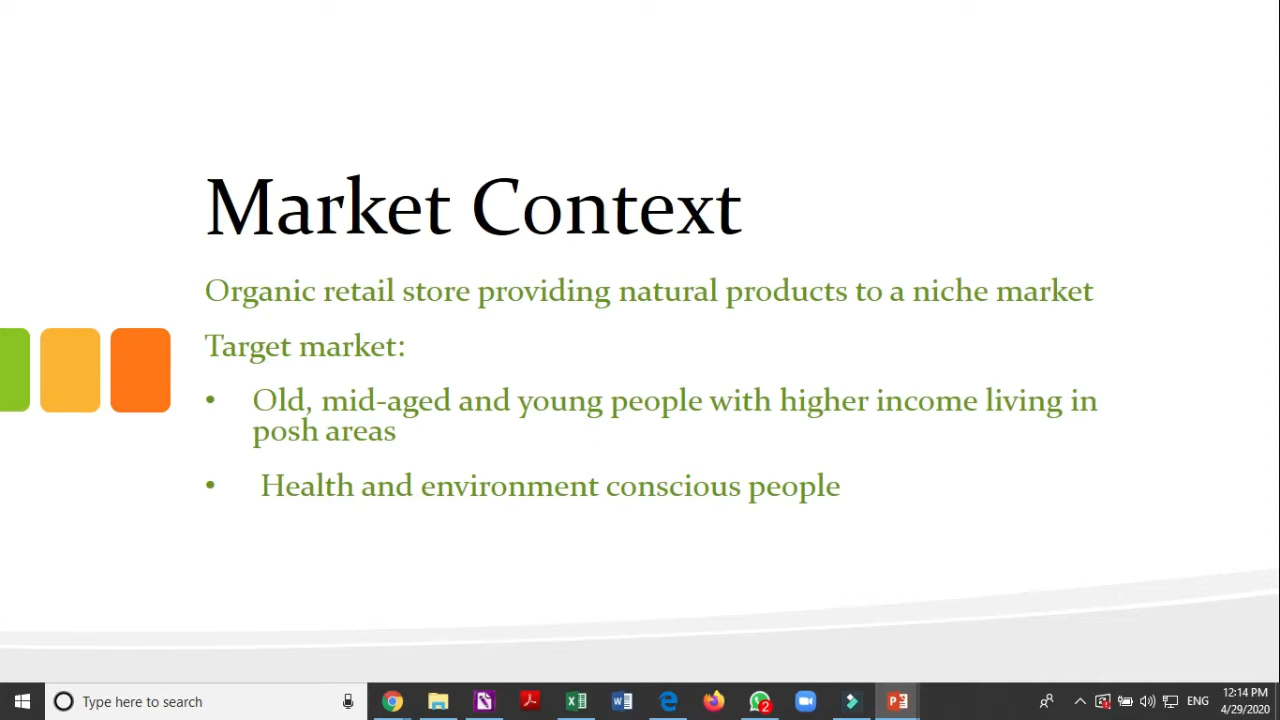 Market Context
Organic retail store providing natural products to a niche market
Target market:
• Old, mid-aged and young people with higher income living in
posh areas
• Health and environment conscious people
Type here to search
2
ENG
12:14 PM
4/29/2020